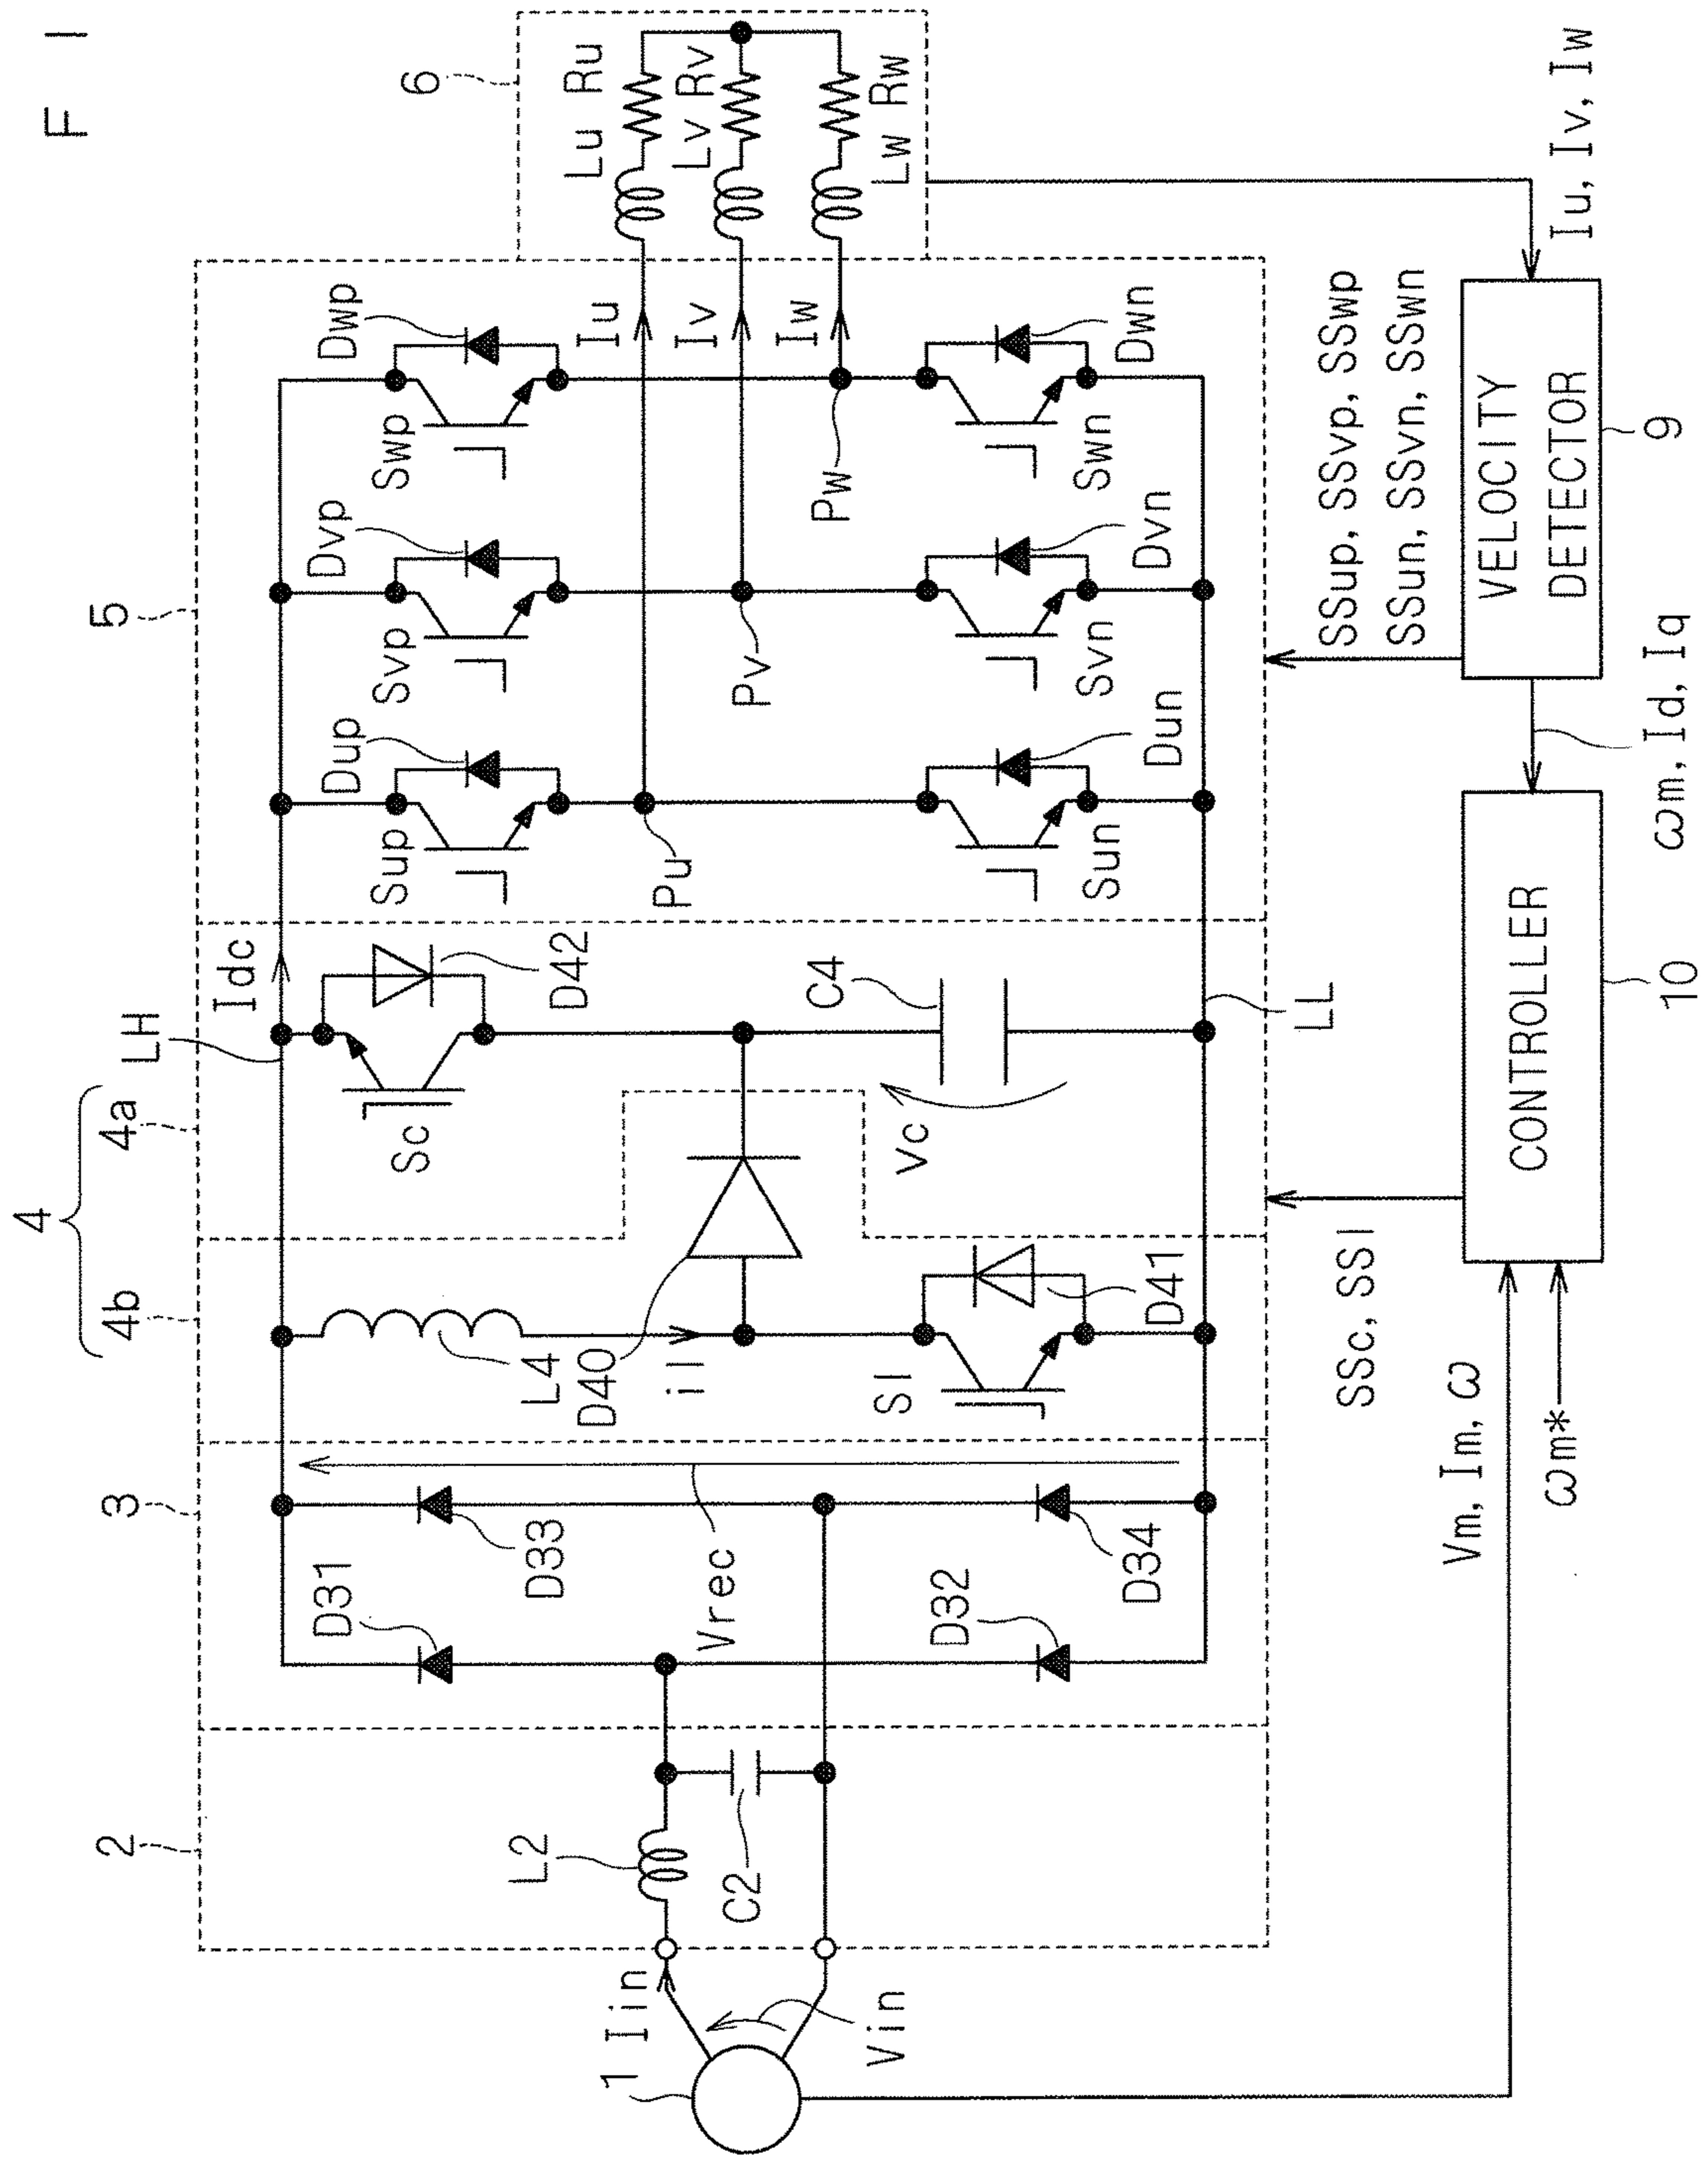 F I
6
Lu Ru
Lv Rv
Lw Rw
Iu, Iv, Iw
5
Dwp
Swp
Iu
Iv
Iw
Dwn
Swn
Pw
Dvp
Svp
Pv
Dvn
Svn
Dup
Sup
Pu
Dun
Sun
SSup, SSvp, SSwp
SSun, SSvn, SSwn
VELOCITY
DETECTOR
9
ωm, Id, Iq
CONTROLLER
10
SSc, SSl
Vm, Im, ω
ωm*
4
4a
4b
LH
Idc
D42
Sc
C4
Vc
LL
L4
D40
il
Sl
D41
3
D31
D33
Vrec
D32
D34
2
L2
C2
1
Iin
Vin